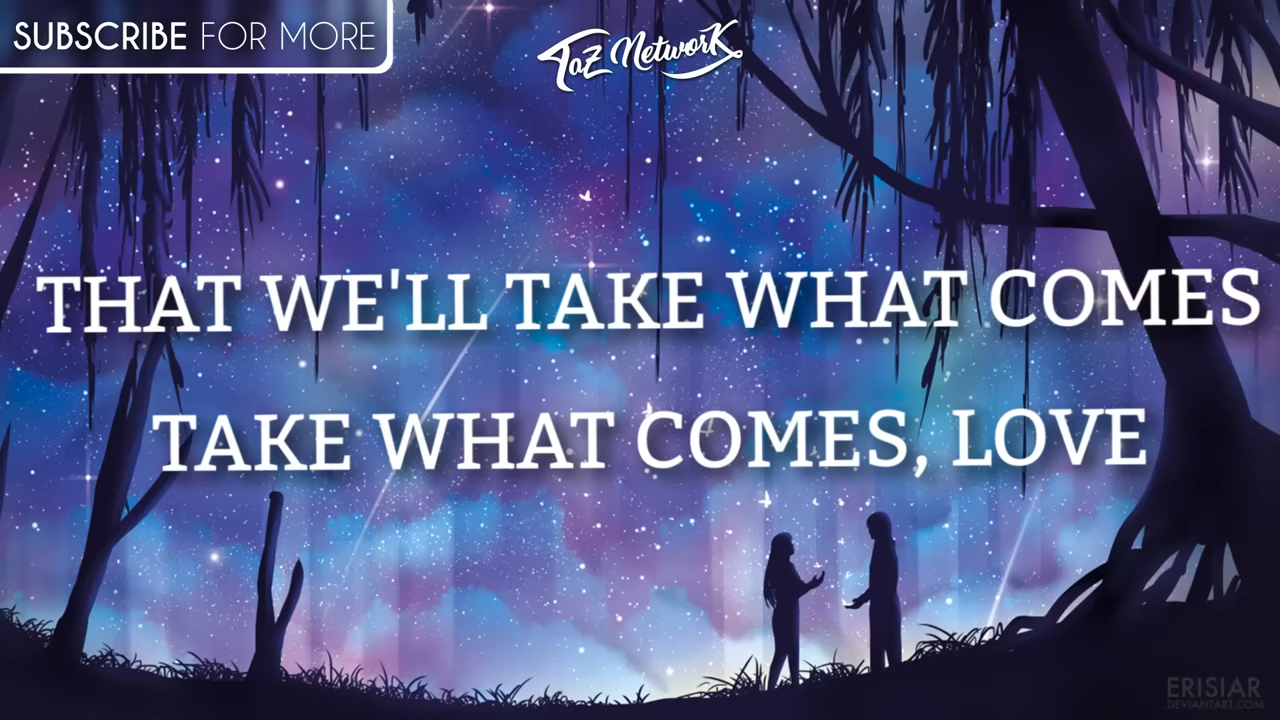 SUBSCRIBE FOR MORE
TaZ NetworK
THAT WE'LL TAKE WHAT COMES
TAKE WHAT COMES, LOVE
ERISIAR
DEVIANTART.COM